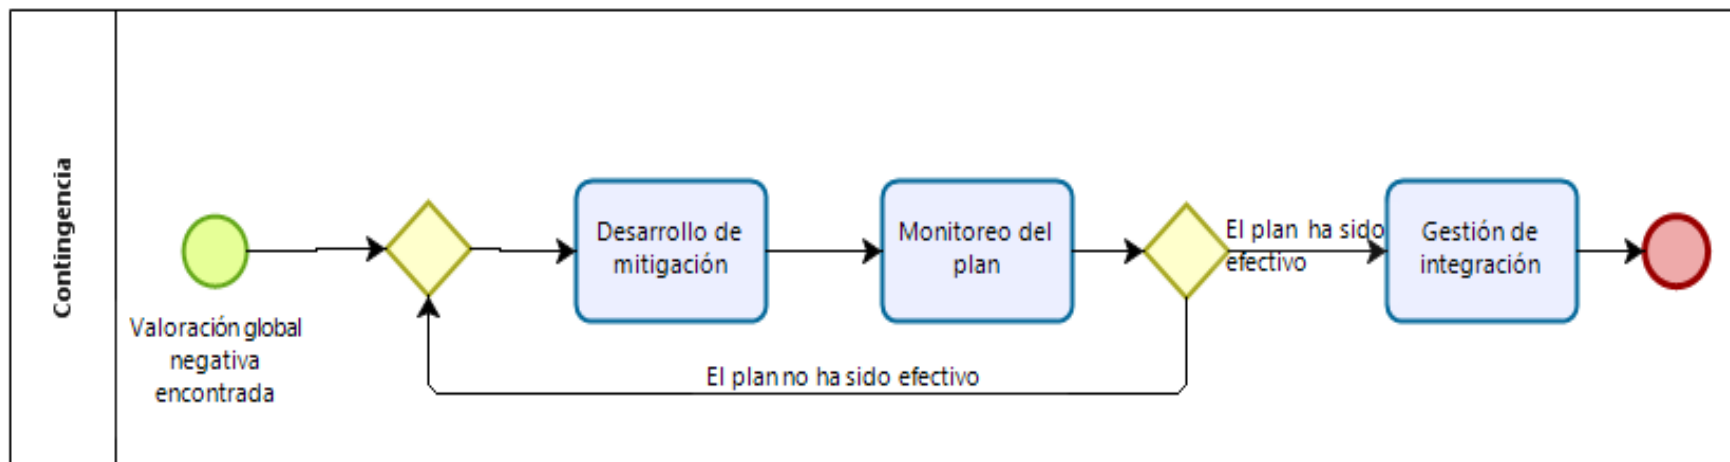 Contingencia
Valoración global
negativa
encontrada
Desarrollo de
mitigación
Monitoreo del
plan
El plan ha sido
efectivo
Gestión de
integración
El plan no ha sido efectivo